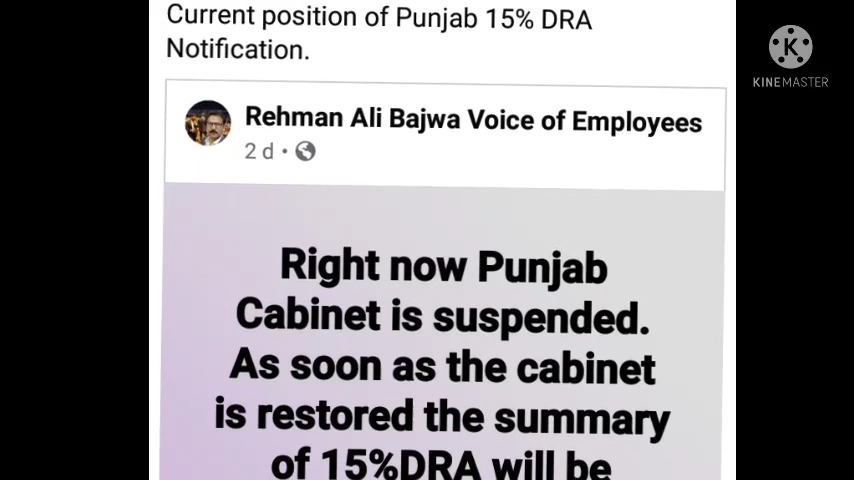 Current position of Punjab 15% DRA
Notification.
Rehman Ali Bajwa Voice of Employees
2 d •
Right now Punjab
Cabinet is suspended.
As soon as the cabinet
is restored the summary
of 15%DRA will be
K
KINEMASTER